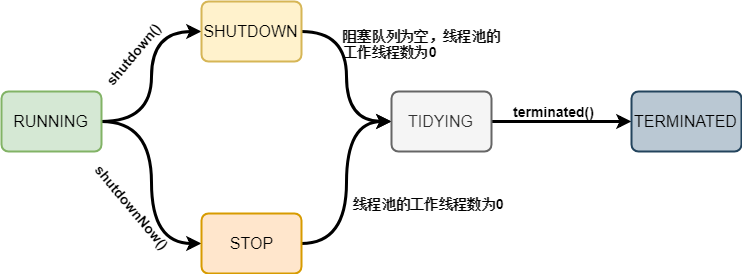 SHUTDOWN
shutdown()
阻塞队列为空，线程池的
工作线程数为0
RUNNING
TIDYING
terminated()
TERMINATED
shutdownNow()
线程池的工作线程数为0
STOP